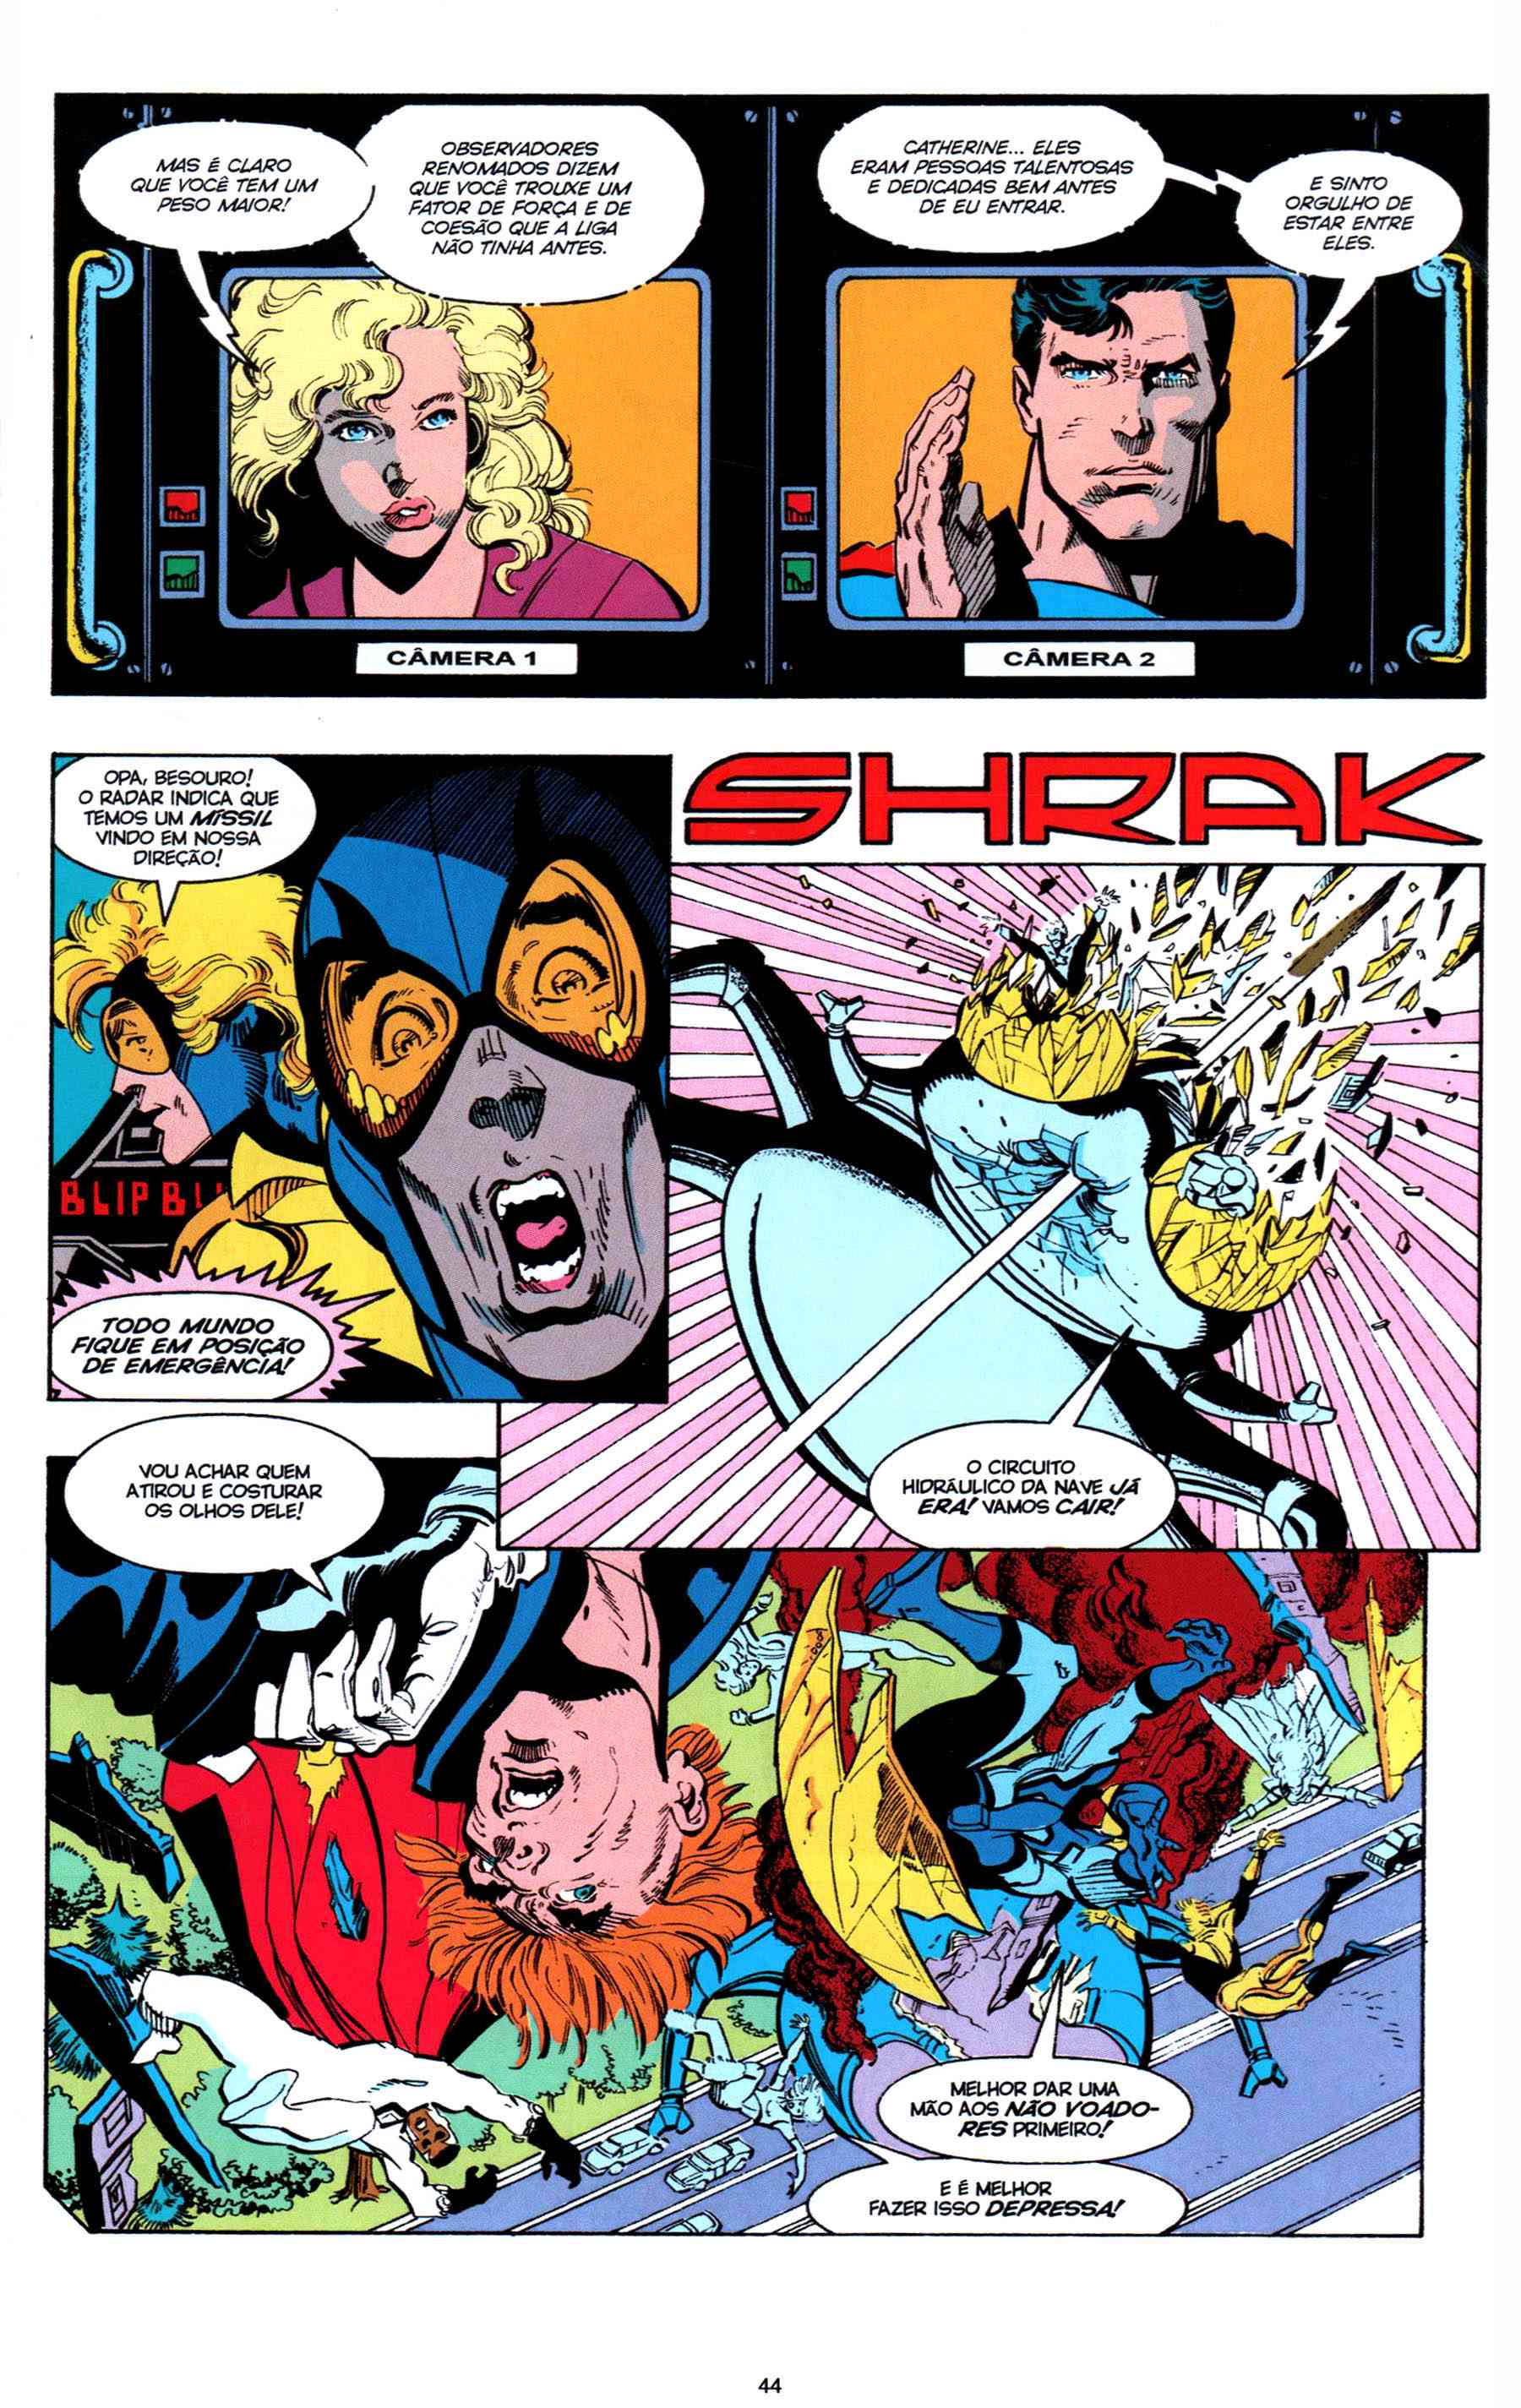 MAS É CLARO
QUE VOCÊ TEM UM
PESO MAIOR!
OBSERVADORES
RENOMADOS DIZEM
QUE VOCÊ TROUXE UM
FATOR DE FORÇA E DE
COESÃO QUE A LIGA
NÃO TINHA ANTES.
CATHERINE... ELES
ERAM PESSOAS TALENTOSAS
E DEDICADAS BEM ANTES
DE EU ENTRAR.
E SINTO
ORGULHO DE
ESTAR ENTRE
ELES.
CÂMERA 1
CÂMERA 2
OPA, BESOURO!
O RADAR INDICA QUE
TEMOS UM MÍSSIL
VINDO EM NOSSA
DIREÇÃO!
BLIP BLI
TODO MUNDO
FIQUE EM POSIÇÃO
DE EMERGÊNCIA!
SHRAK
O CIRCUITO
HIDRÁULICO DA NAVE JÁ
ERA! VAMOS CAIR!
VOU ACHAR QUEM
ATIROU E COSTURAR
OS OLHOS DELE!
MELHOR DAR UMA
MÃO AOS NÃO VOADO-
RES PRIMEIRO!
E É MELHOR
FAZER ISSO DEPRESSA!
44